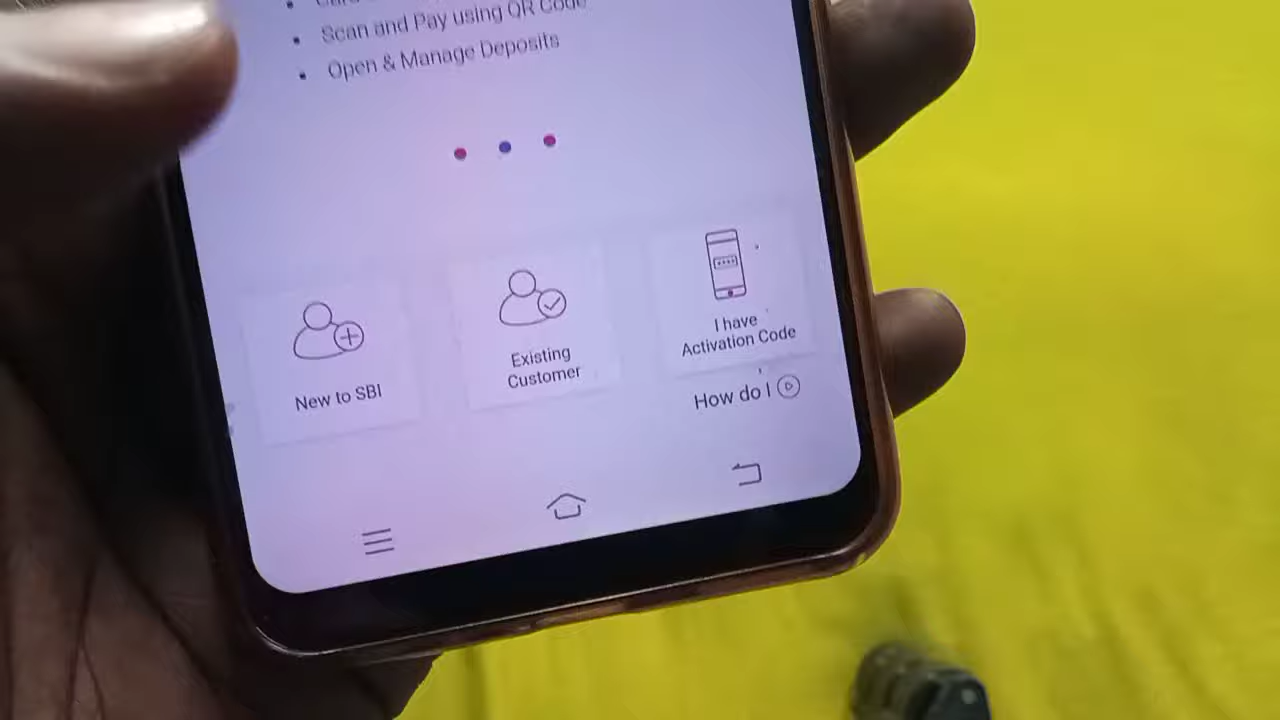 Scan and Pay using QR Code
Open & Manage Deposits
New to SBI
Existing
Customer
I have
Activation Code
How do I